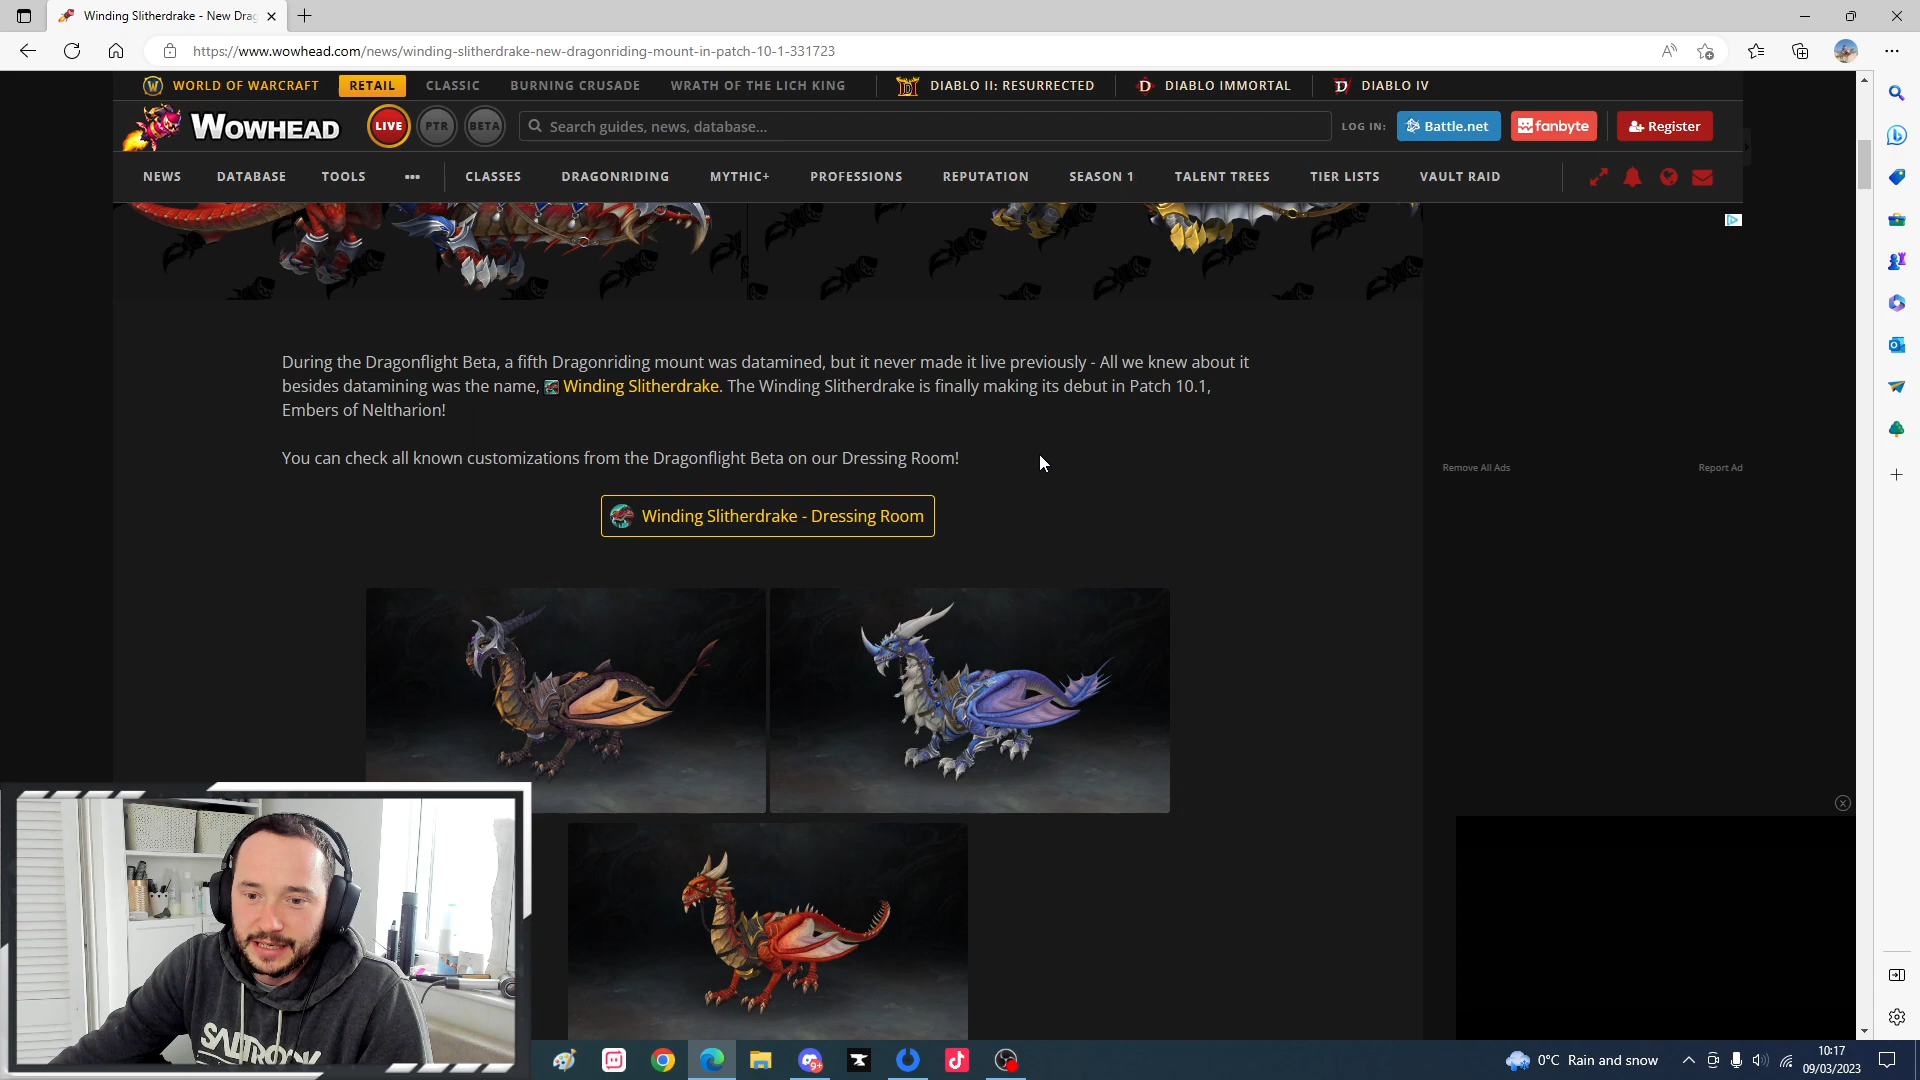 Winding Slitherdrake - New Drag
https://www.wowhead.com/news/winding-slitherdrake-new-dragonriding-mount-in-patch-10-1-331723
WORLD OF WARCRAFT RETAIL CLASSIC BURNING CRUSADE WRATH OF THE LICH KING DIABLO II: RESURRECTED DIABLO IMMORTAL DIABLO IV
WOWHEAD LIVE PTR BETA Search guides, news, database... LOG IN: Battle.net fanbyte Register
NEWS DATABASE TOOLS ••• CLASSES DRAGONRIDING MYTHIC+ PROFESSIONS REPUTATION SEASON 1 TALENT TREES TIER LISTS VAULT RAID
During the Dragonflight Beta, a fifth Dragonriding mount was datamined, but it never made it live previously - All we knew about it
besides datamining was the name, Winding Slitherdrake. The Winding Slitherdrake is finally making its debut in Patch 10.1,
Embers of Neltharion!
You can check all known customizations from the Dragonflight Beta on our Dressing Room!
Remove All Ads Report Ad
Winding Slitherdrake - Dressing Room
SALTROCK
9+
0°C Rain and snow
10:17
09/03/2023